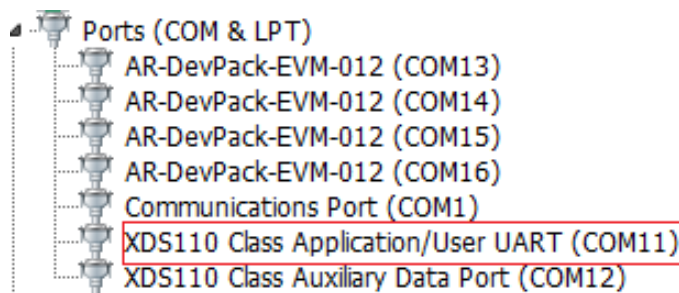 Ports (COM & LPT)
AR-DevPack-EVM-012 (COM13)
AR-DevPack-EVM-012 (COM14)
AR-DevPack-EVM-012 (COM15)
AR-DevPack-EVM-012 (COM16)
Communications Port (COM1)
XDS110 Class Application/User UART (COM11)
XDS110 Class Auxiliary Data Port (COM12)